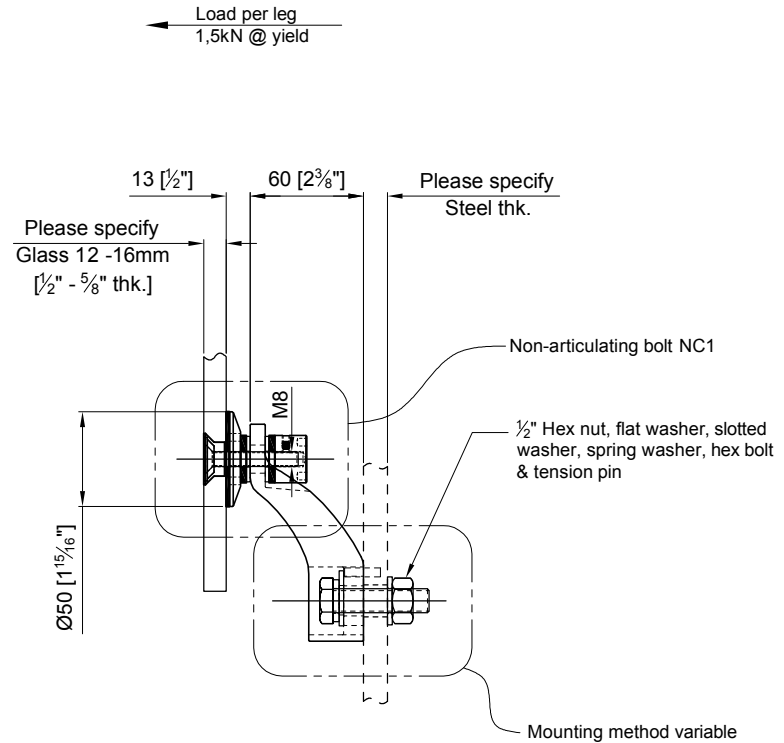 Load per leg
1,5kN @ yield
13 [½"]
60 [2⅜"]
Please specify
Steel thk.
Please specify
Glass 12 -16mm
[½" - ⅝" thk.]
Non-articulating bolt NC1
M8
½" Hex nut, flat washer, slotted
washer, spring washer, hex bolt
& tension pin
Ø50 [1¹⁵⁄₁₆"]
Mounting method variable